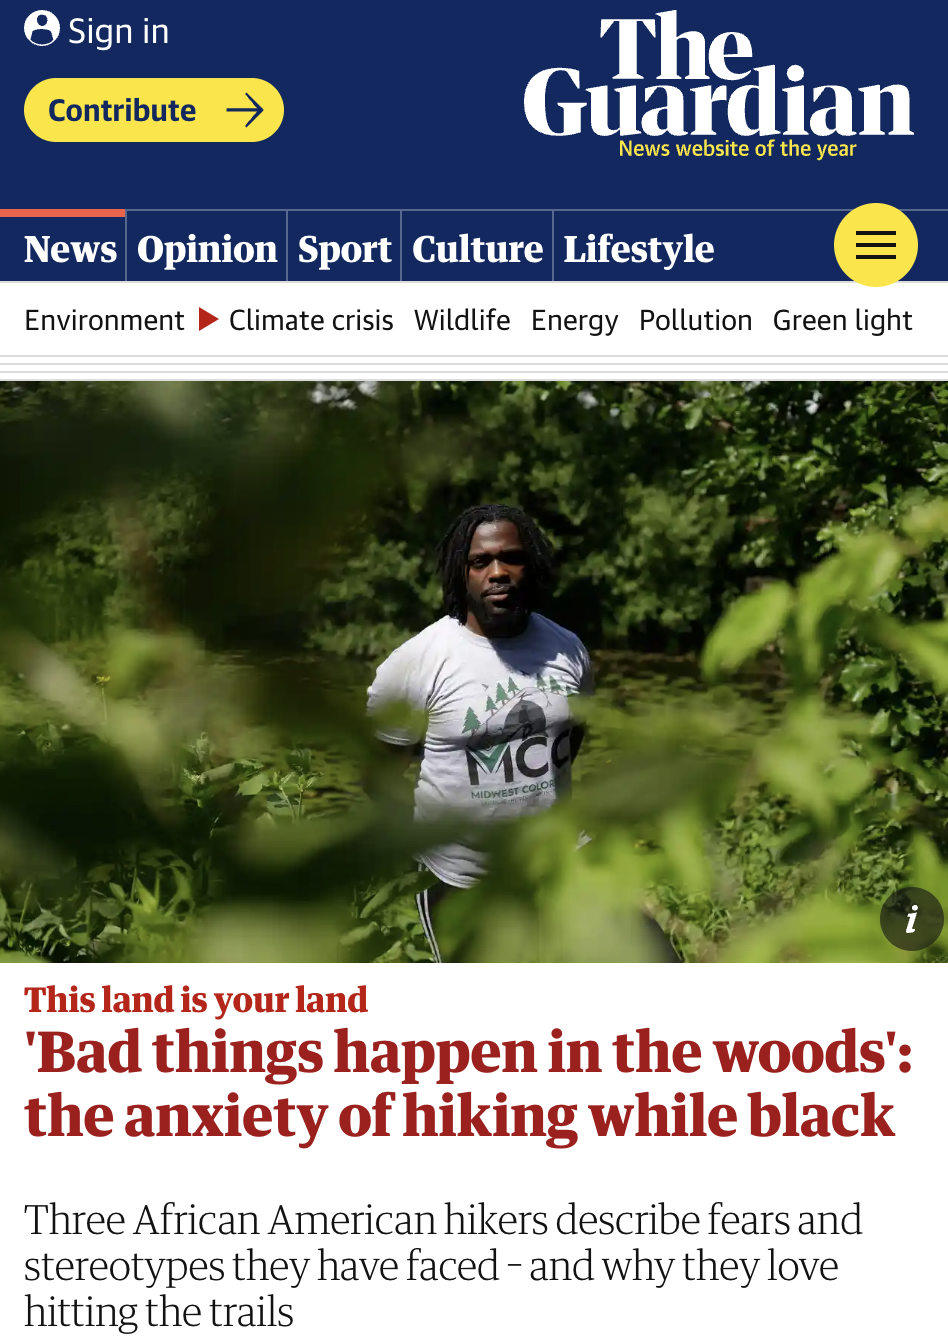 Sign in
Contribute
The
Guardian
News website of the year
News Opinion Sport Culture Lifestyle
Environment Climate crisis Wildlife Energy Pollution Green light
MCC
MIDWEST COLOR
i
This land is your land
'Bad things happen in the woods':
the anxiety of hiking while black
Three African American hikers describe fears and
stereotypes they have faced – and why they love
hitting the trails